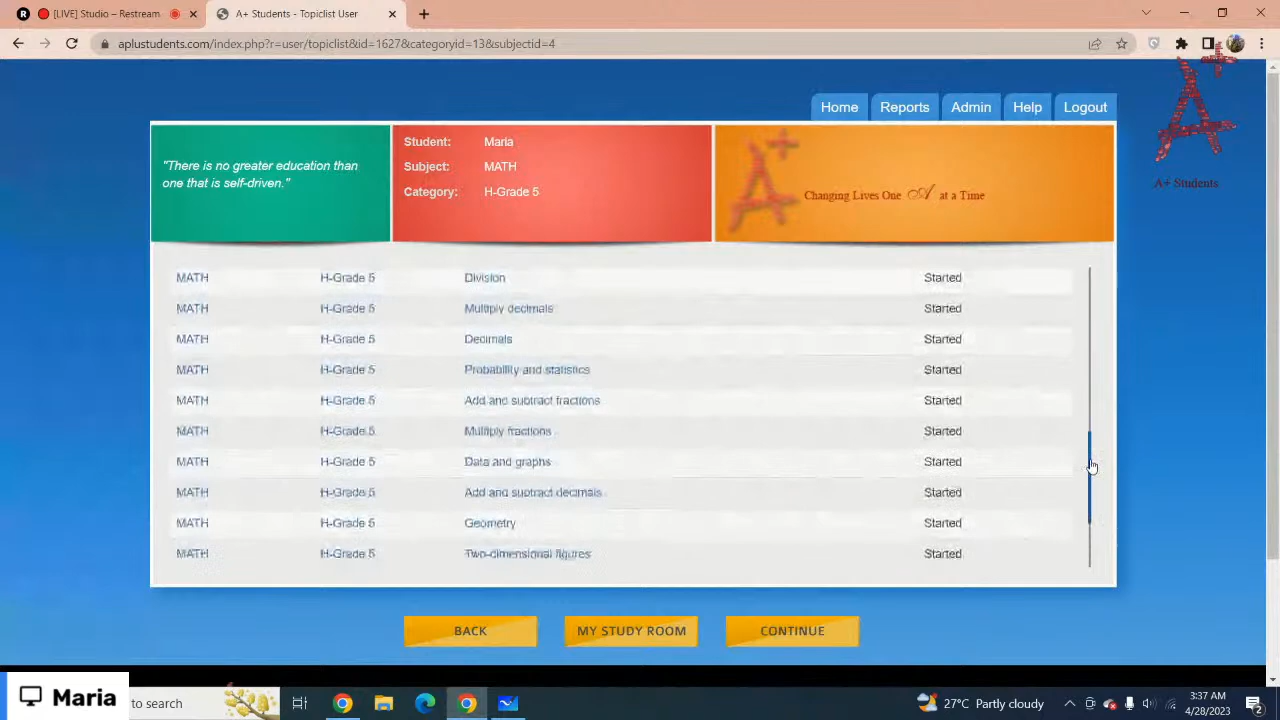 [LIVE] Studio – Restream
A+ Students - Topiclist User
aplustudents.com/index.php?r=user/topiclist&id=1627&categoryid=13&subjectid=4
Home
Reports
Admin
Help
Logout
"There is no greater education than
one that is self-driven."
Student: Maria
Subject: MATH
Category: H-Grade 5
A+
Changing Lives One A at a Time
A+
A+ Students
MATH H-Grade 5 Division Started
MATH H-Grade 5 Multiply decimals Started
MATH H-Grade 5 Decimals Started
MATH H-Grade 5 Probability and statistics Started
MATH H-Grade 5 Add and subtract fractions Started
MATH H-Grade 5 Multiply fractions Started
MATH H-Grade 5 Data and graphs Started
MATH H-Grade 5 Add and subtract decimals Started
MATH H-Grade 5 Geometry Started
MATH H-Grade 5 Two-dimensional figures Started
BACK
MY STUDY ROOM
CONTINUE
Maria
to search
27°C Partly cloudy
3:37 AM
4/28/2023
2